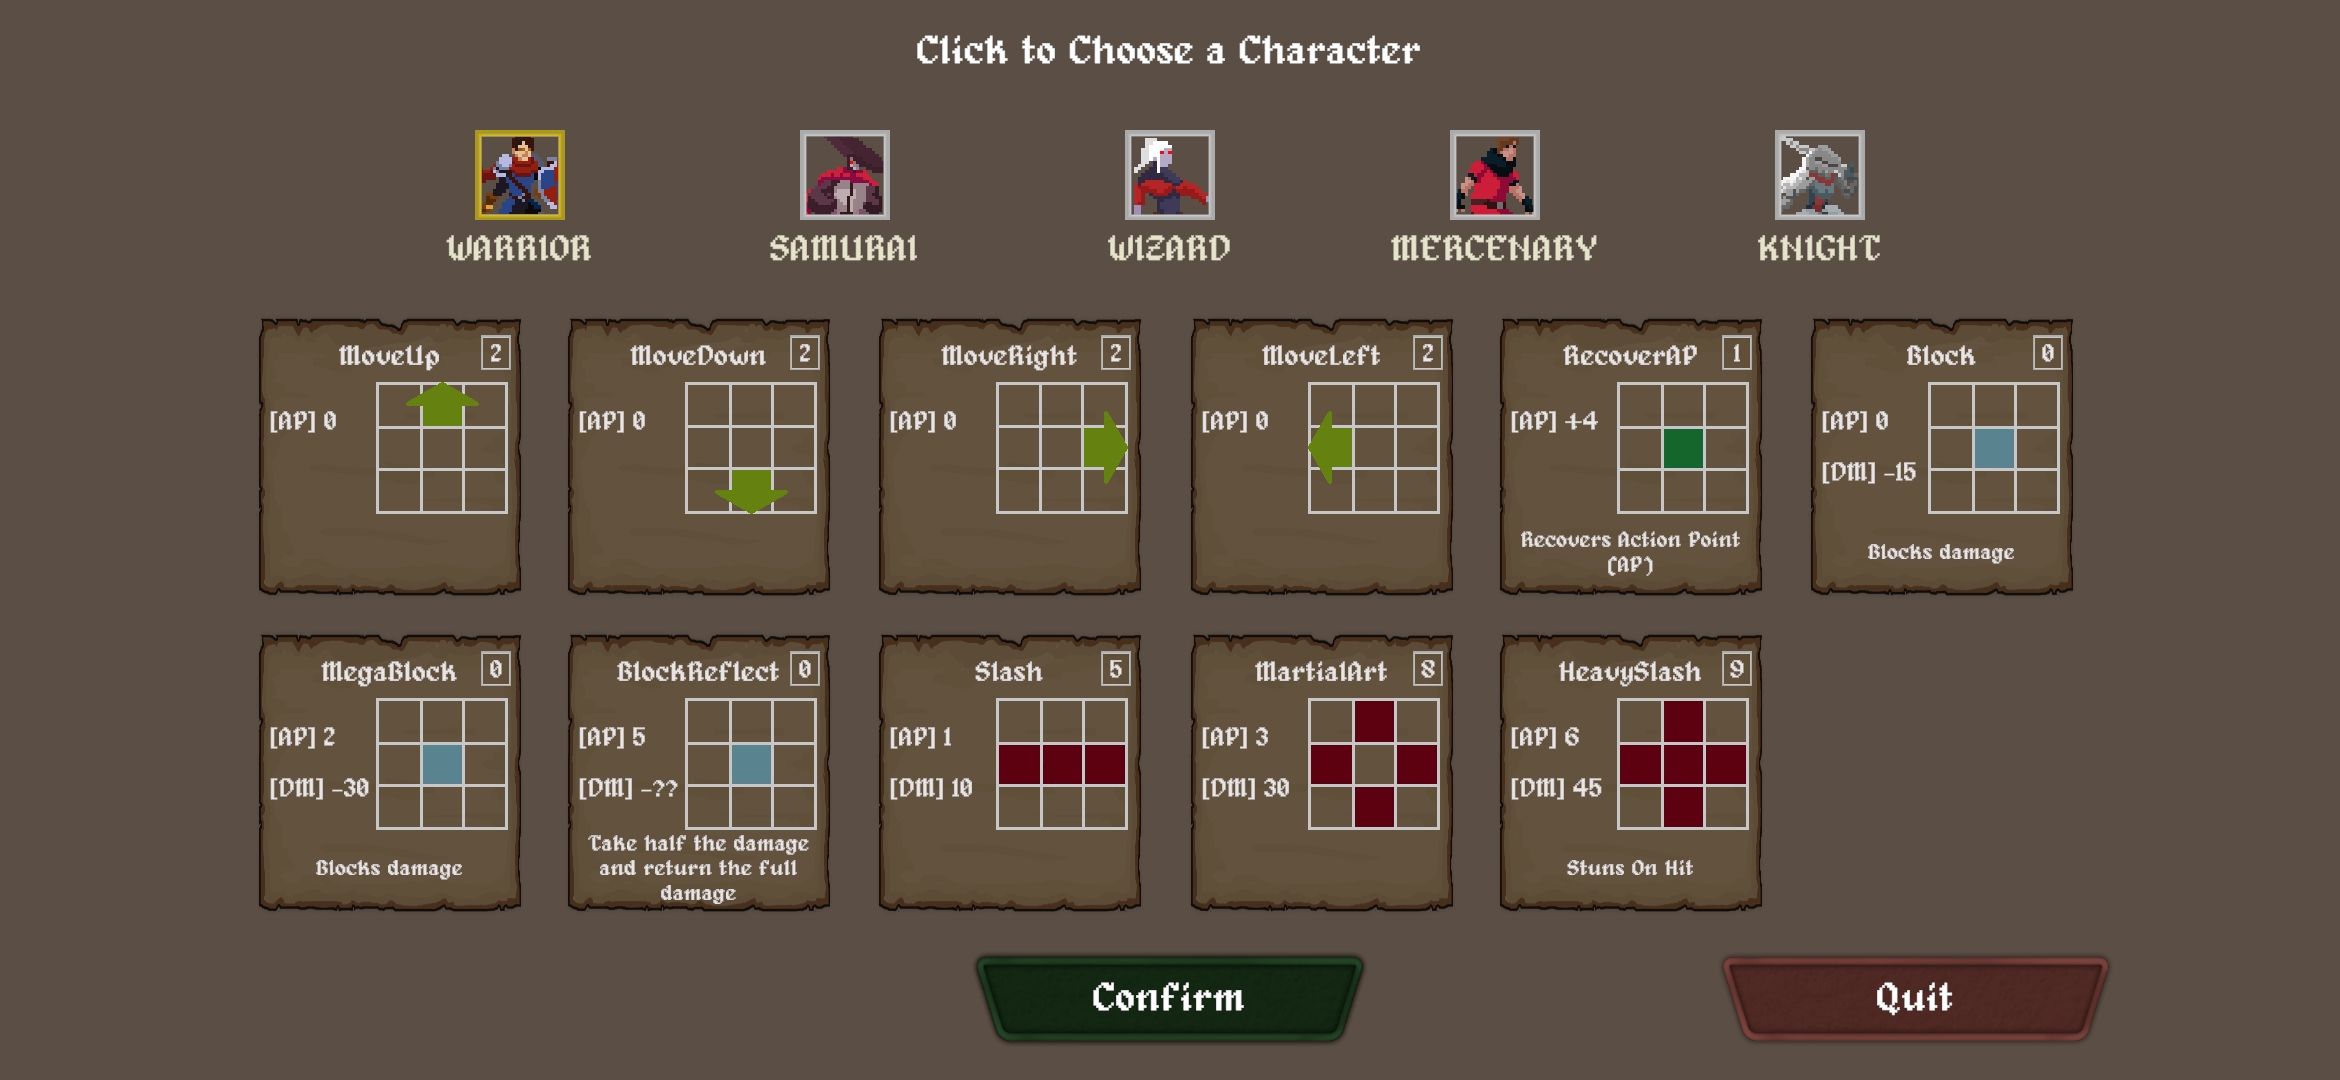 Click to Choose a Character
WARRIOR
SAMURAI
WIZARD
MERCENARY
KNIGHT
MoveUp 2
[AP] 0
MoveDown 2
[AP] 0
MoveRight 2
[AP] 0
MoveLeft 2
[AP] 0
RecoverAP 1
[AP] +4
Recovers Action Point
(AP)
Block 0
[AP] 0
[DM] -15
Blocks damage
MegaBlock 0
[AP] 2
[DM] -30
Blocks damage
BlockReflect 0
[AP] 5
[DM] -??
Take half the damage
and return the full
damage
Slash 5
[AP] 1
[DM] 10
MartialArt 8
[AP] 3
[DM] 30
HeavySlash 9
[AP] 6
[DM] 45
Stuns On Hit
Confirm
Quit